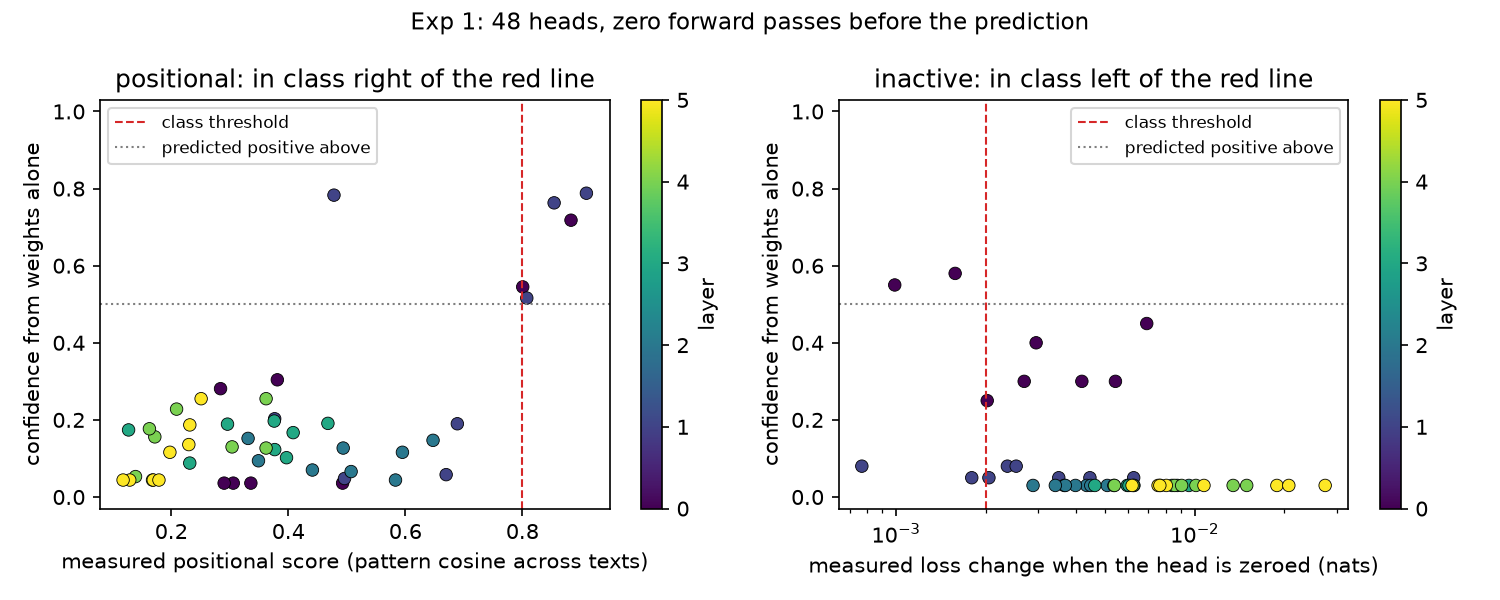 Exp 1: 48 heads, zero forward passes before the prediction
positional: in class right of the red line
class threshold
predicted positive above
1.0
0.8
0.6
0.4
0.2
0.0
confidence from weights alone
0.2
0.4
0.6
0.8
measured positional score (pattern cosine across texts)
5
4
3
2
1
0
layer
inactive: in class left of the red line
class threshold
predicted positive above
1.0
0.8
0.6
0.4
0.2
0.0
confidence from weights alone
10⁻³
10⁻²
measured loss change when the head is zeroed (nats)
5
4
3
2
1
0
layer